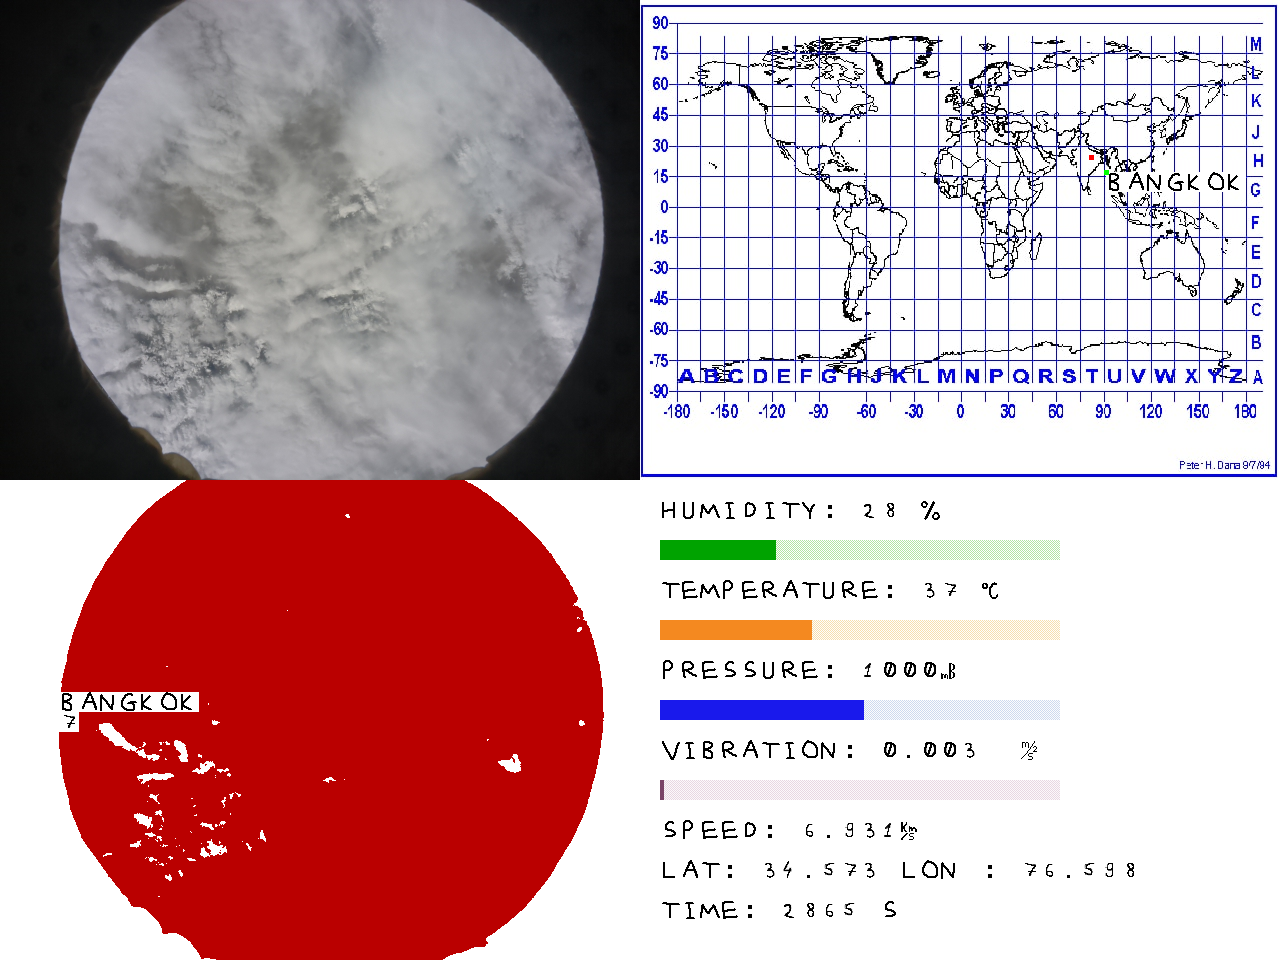 90
75
60
45
30
15
0
-15
-30
-45
-60
-75
-90
M
L
K
J
H
G
F
E
D
C
B
A
BANGKOK
A B C D E F G H J K L M N P Q R S T U V W X Y Z
-180 -150 -120 -90 -60 -30 0 30 60 90 120 150 180
Peter H. Dana 9/7/94
BANGKOK
7
HUMIDITY: 28 %
TEMPERATURE: 37 °C
PRESSURE: 1000mB
VIBRATION: 0.003 m/s²
SPEED: 6.931 Km/s
LAT: 34.573 LON : 76.598
TIME: 2865 S